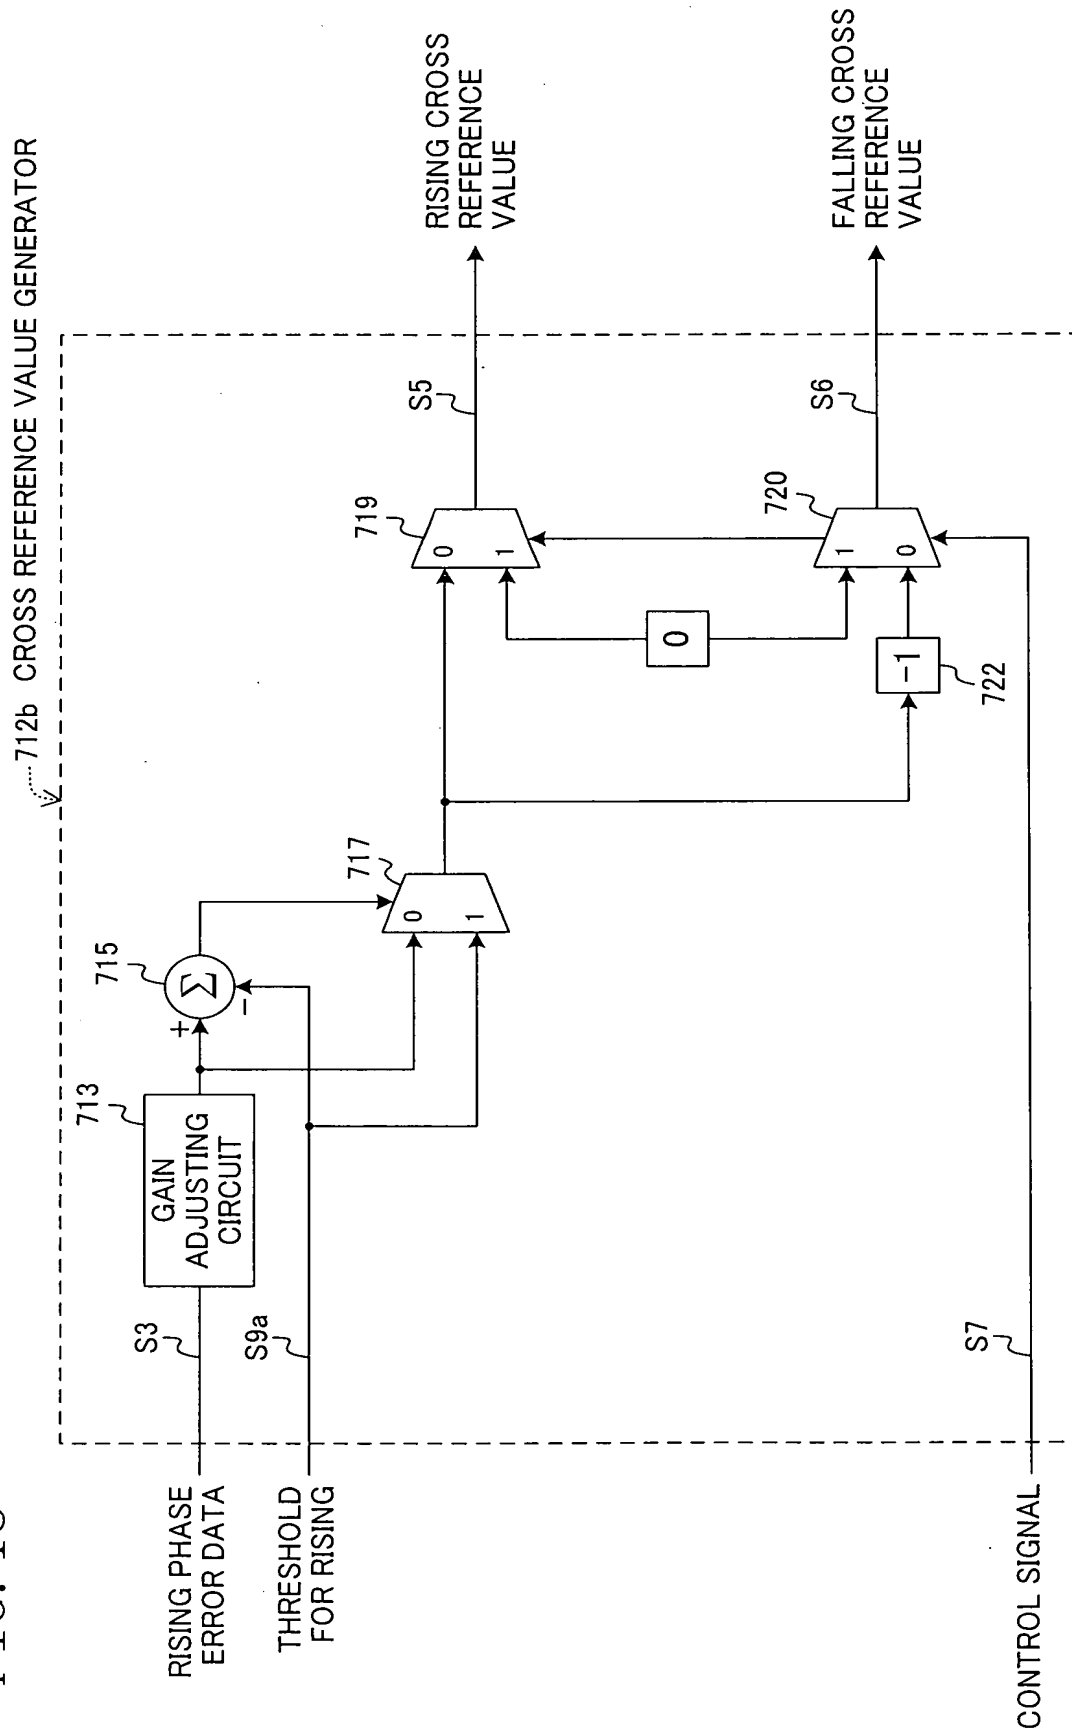 712b CROSS REFERENCE VALUE GENERATOR
RISING PHASE
ERROR DATA
S3
713
GAIN
ADJUSTING
CIRCUIT
715
+
Σ
-
THRESHOLD
FOR RISING
S9a
717
0
1
719
0
1
S5
RISING CROSS
REFERENCE
VALUE
0
720
1
0
-1
722
S6
FALLING CROSS
REFERENCE
VALUE
CONTROL SIGNAL
S7